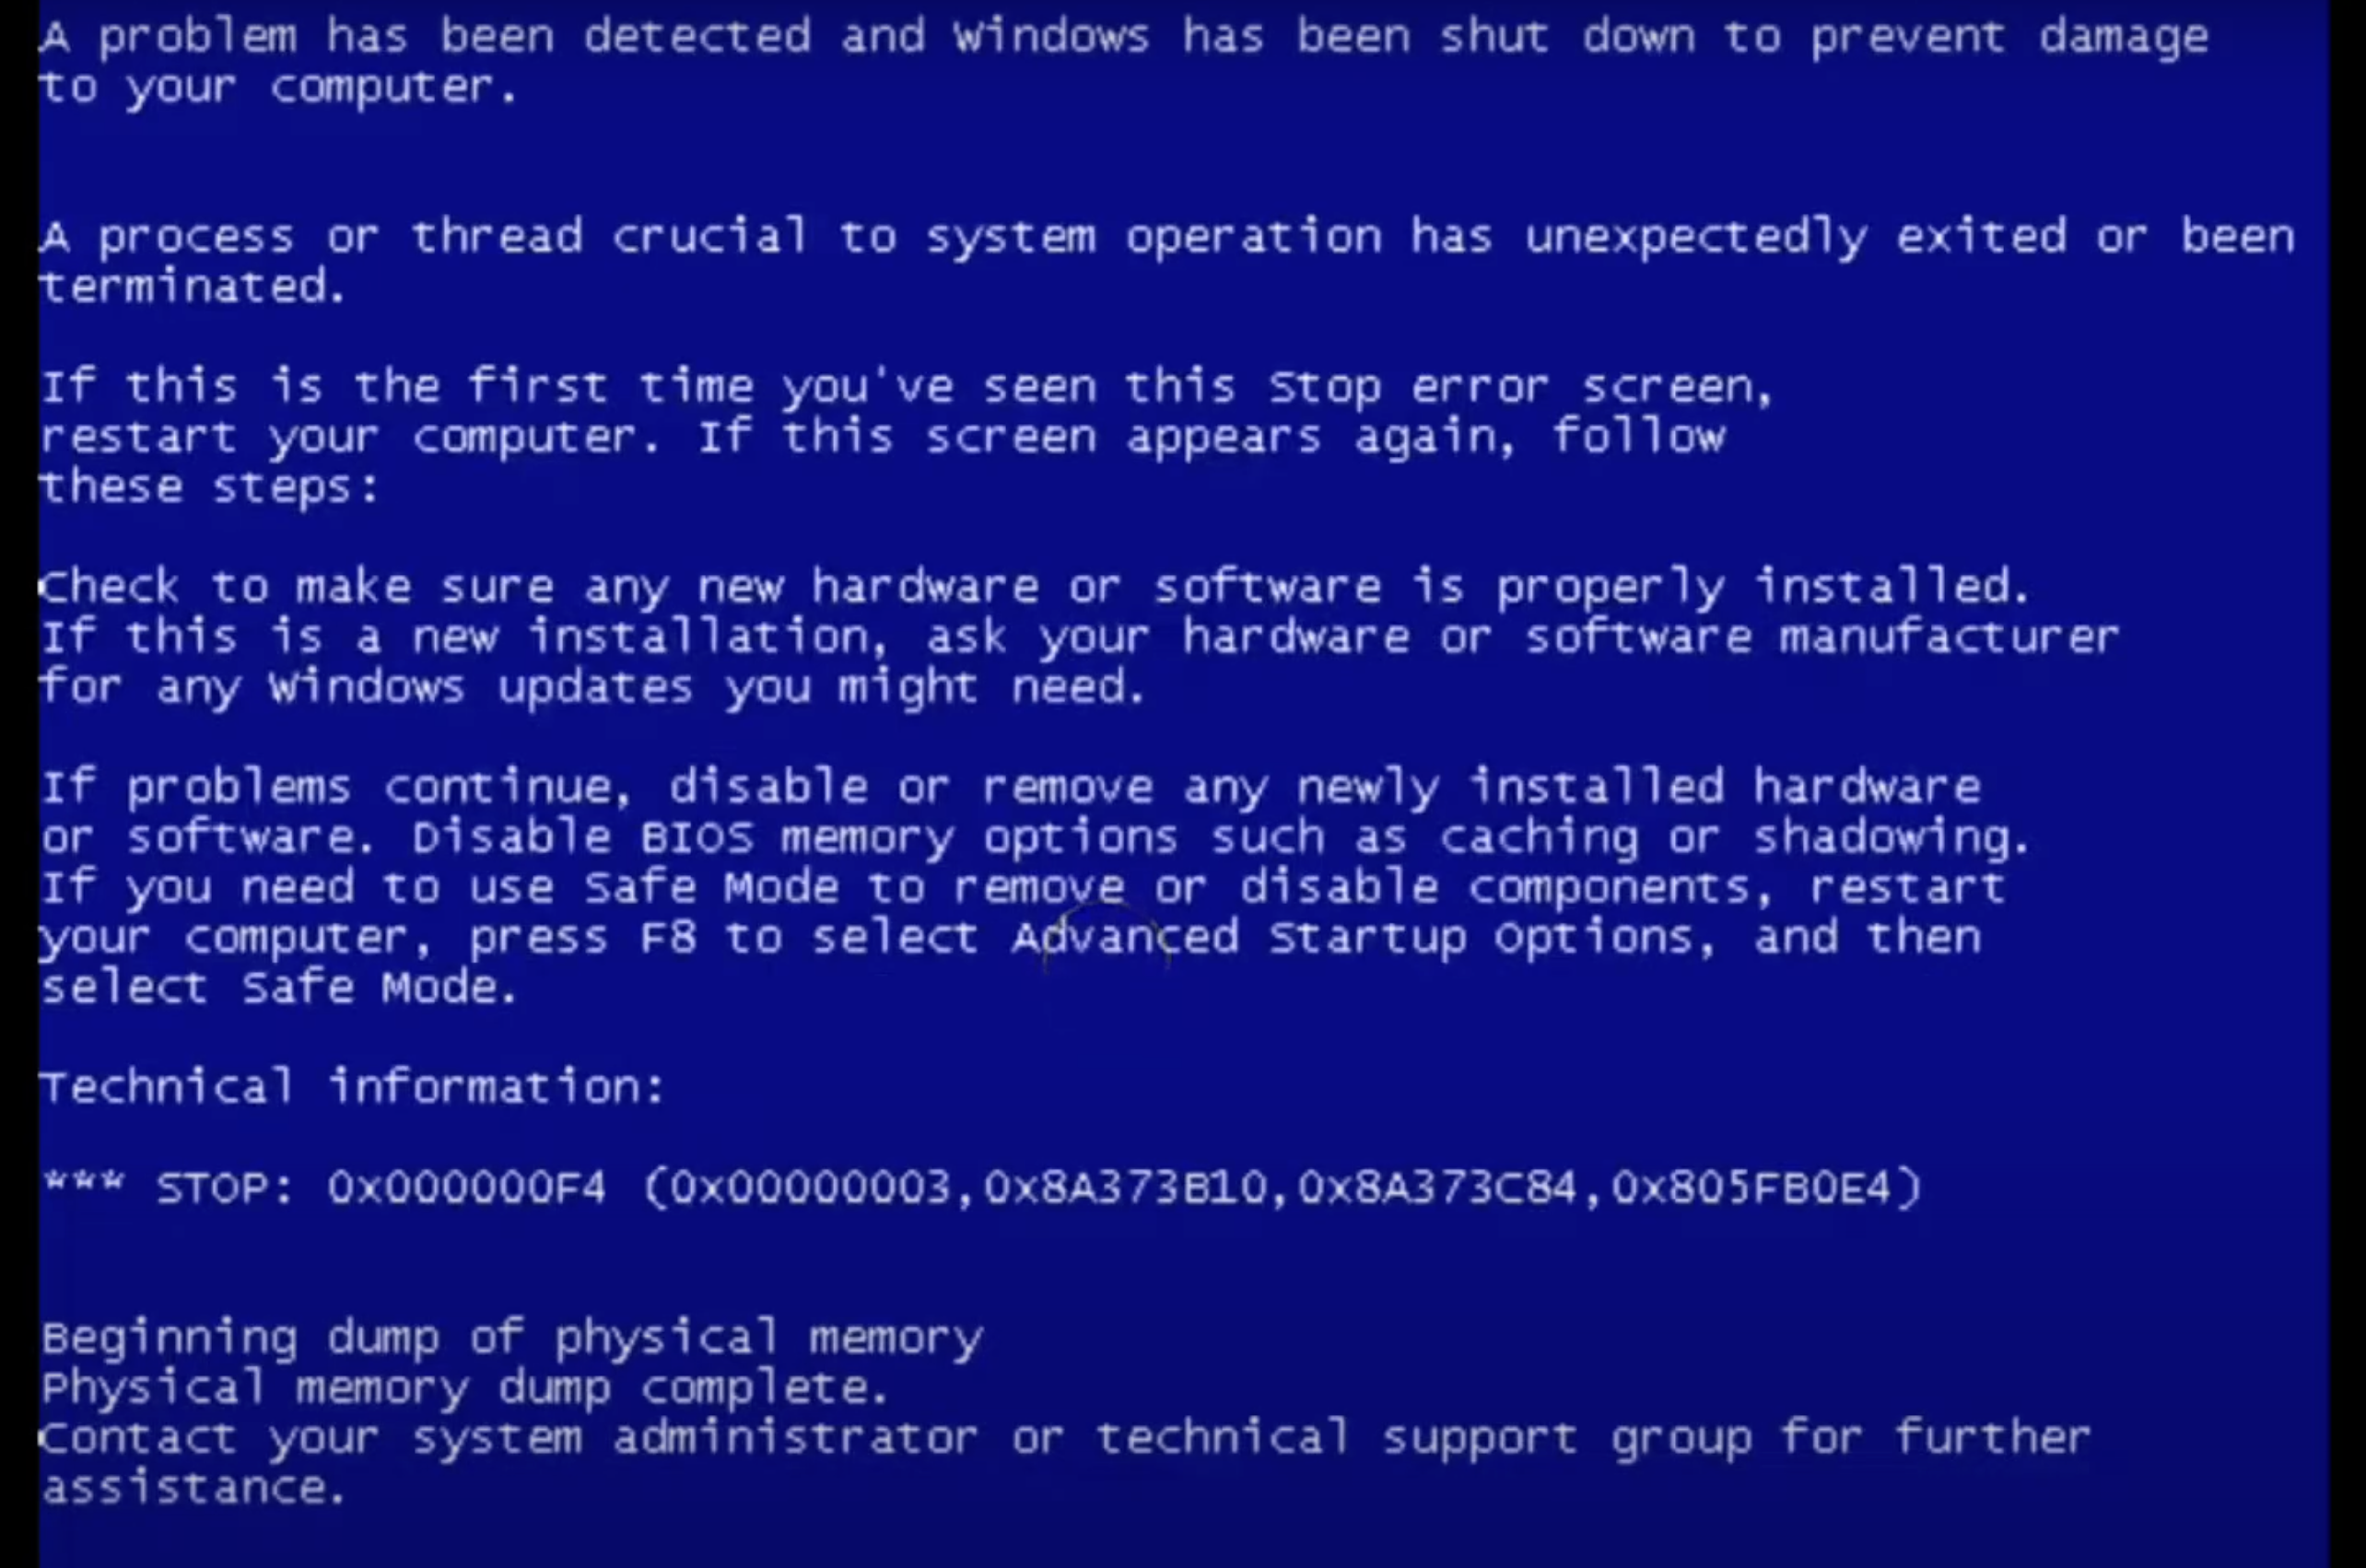 A problem has been detected and Windows has been shut down to prevent damage
to your computer.
A process or thread crucial to system operation has unexpectedly exited or been
terminated.
If this is the first time you've seen this Stop error screen,
restart your computer. If this screen appears again, follow
these steps:
Check to make sure any new hardware or software is properly installed.
If this is a new installation, ask your hardware or software manufacturer
for any Windows updates you might need.
If problems continue, disable or remove any newly installed hardware
or software. Disable BIOS memory options such as caching or shadowing.
If you need to use Safe Mode to remove or disable components, restart
your computer, press F8 to select Advanced Startup Options, and then
select Safe Mode.
Technical information:
*** STOP: 0x000000F4 (0x00000003,0x8A373B10,0x8A373C84,0x805FB0E4)
Beginning dump of physical memory
Physical memory dump complete.
Contact your system administrator or technical support group for further
assistance.